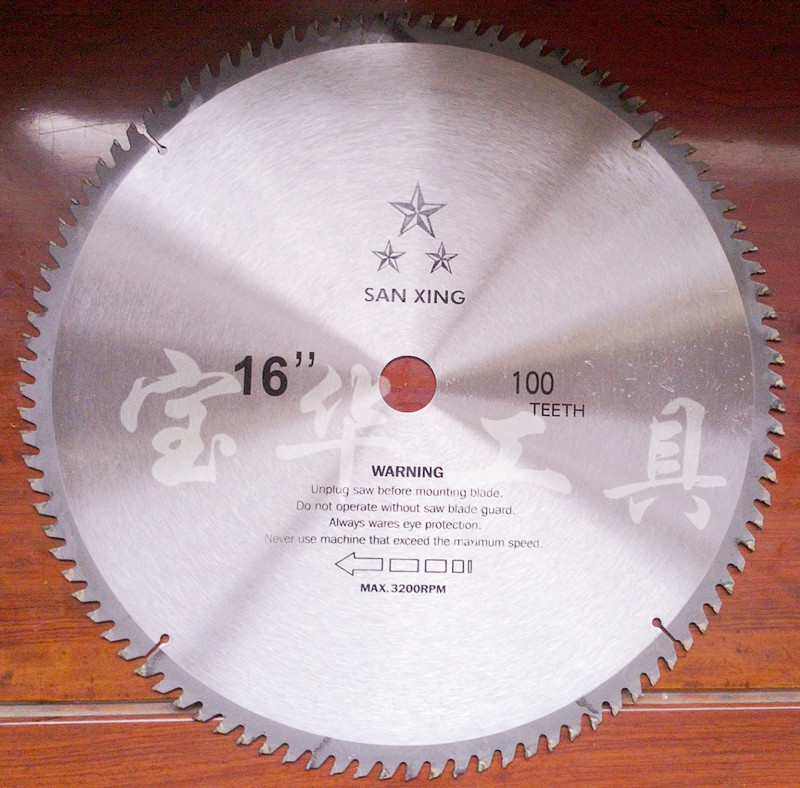 SAN XING
16”
100
TEETH
宝华工具
WARNING
Unplug saw before mounting blade.
Do not operate without saw blade guard.
Always wares eye protection.
Never use machine that exceed the maximum speed.
MAX.3200RPM